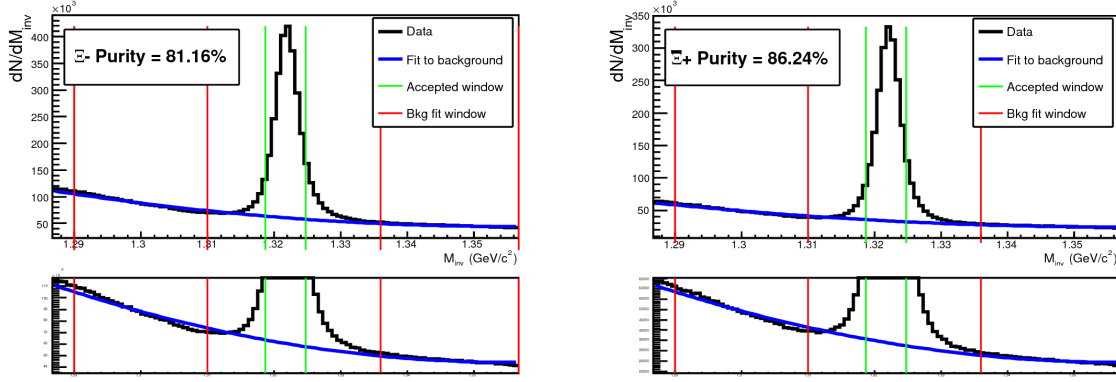 ×10³
dN/dM_inv
400
300
200
100
50
Ξ- Purity = 81.16%
Data
Fit to background
Accepted window
Bkg fit window
1.29
1.3
1.31
1.32
1.33
1.34
1.35
M_inv (GeV/c²)
×10³
dN/dM_inv
350
300
250
200
150
100
50
Ξ̄+ Purity = 86.24%
Data
Fit to background
Accepted window
Bkg fit window
1.29
1.3
1.31
1.32
1.33
1.34
1.35
M_inv (GeV/c²)